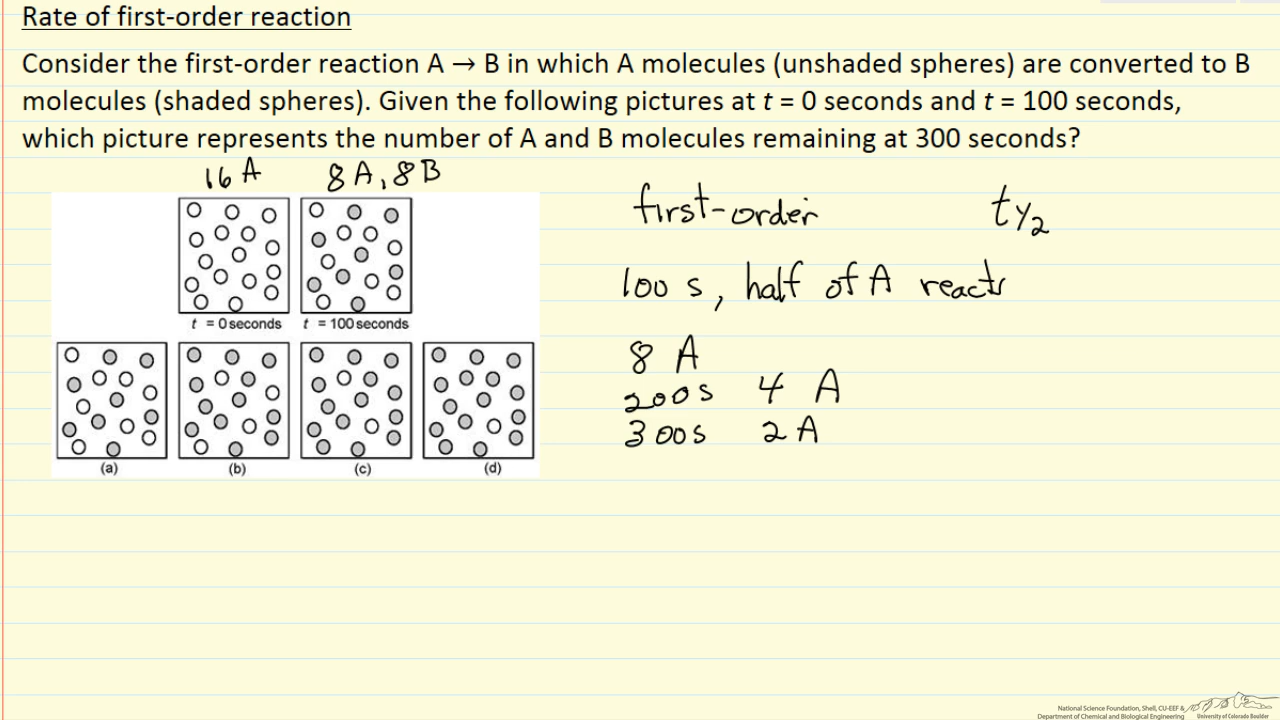 Rate of first-order reaction
Consider the first-order reaction A → B in which A molecules (unshaded spheres) are converted to B
molecules (shaded spheres). Given the following pictures at t = 0 seconds and t = 100 seconds,
which picture represents the number of A and B molecules remaining at 300 seconds?
16 A 8 A, 8 B
t = 0 seconds t = 100 seconds
(a) (b) (c) (d)
first-order t1/2
100 s, half of A reacts
8 A
200 s 4 A
300 s 2 A
National Science Foundation, Shell, CU-EEF &
Department of Chemical and Biological Engineering University of Colorado Boulder